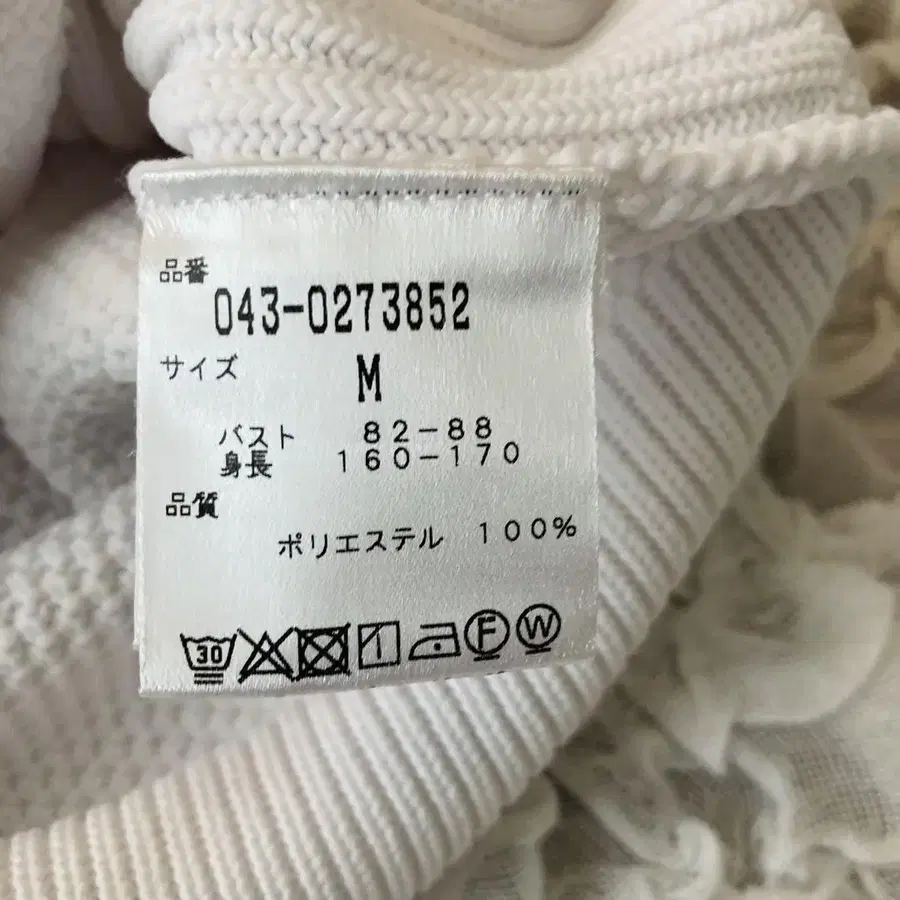 品番
043-0273852
サイズ
M
バスト 82-88
身長 160-170
品質
ポリエステル 100%
30 F W